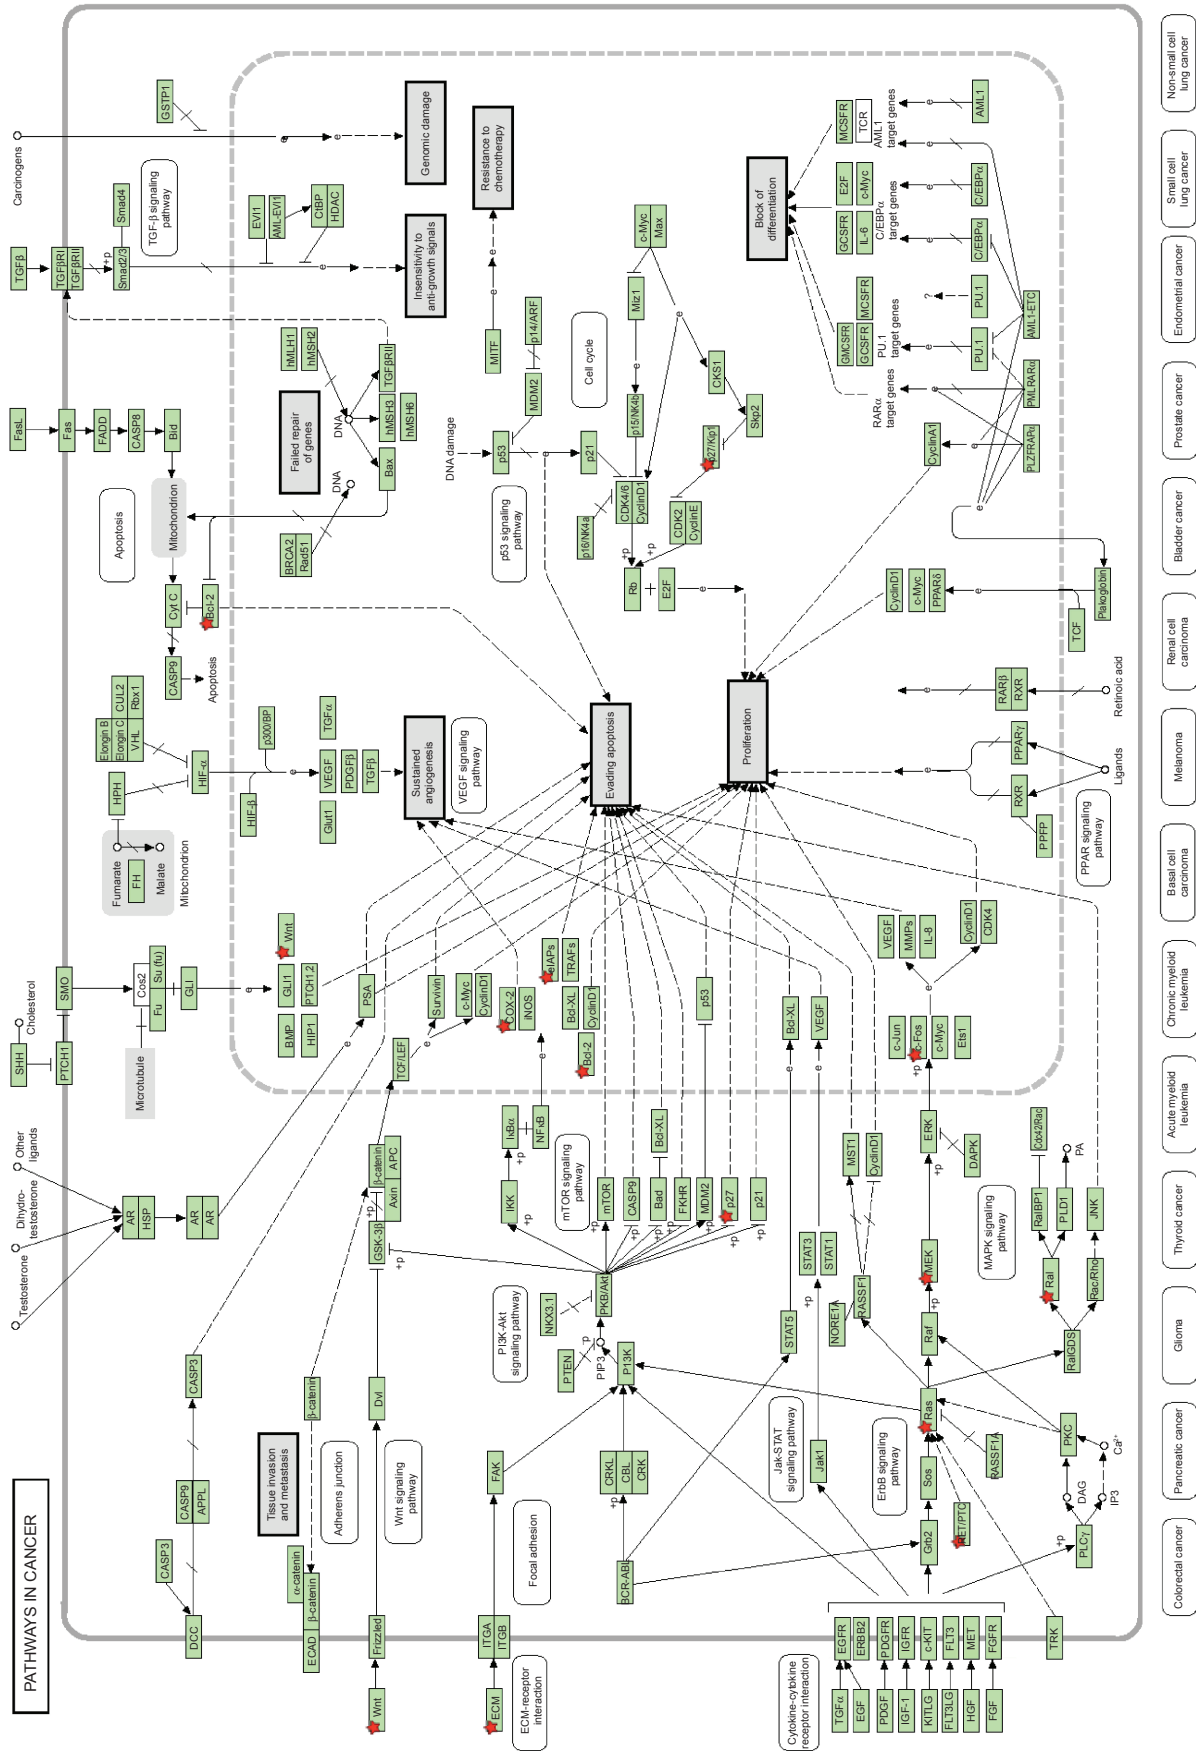 PATHWAYS IN CANCER
Testosterone
Dihydro-
testosterone
Other
ligands
AR
HSP
AR
AR
SHH
Cholesterol
PTCH1
SMO
Microtubule
Cos2
Fu
Su (fu)
GLI
e
GLI1
PTCH1,2
BMP
HIP1
Wnt
PSA
e
Fumarate
FH
Malate
Mitochondrion
HPH
Elongin B
Elongin C
VHL
CUL2
Rbx1
HIF-α
HIF-β
p300/BP
e
Glut1
VEGF
PDGFβ
TGFβ
TGFα
Sustained
angiogenesis
VEGF signaling
pathway
FasL
Fas
FADD
CASP8
Bid
Mitochondrion
Cyt C
CASP9
Apoptosis
Bcl-2
Apoptosis
TGFβ
TGFβRI
TGFβRII
+p
Smad2/3
Smad4
TGF-β signaling
pathway
EVI1
AML-EVI1
CtBP
HDAC
e
Insensitivity to
anti-growth signals
Carcinogens
GSTP1
e
e
Genomic damage
BRCA2
Rad51
DNA
Failed repair
of genes
Bax
DNA
hMLH1
hMSH2
hMSH3
hMSH6
TGFβRII
DCC
CASP3
CASP9
APPL
CASP3
Tissue invasion
and metastasis
Adherens junction
ECAD
α-catenin
β-catenin
β-catenin
Wnt signaling
pathway
Wnt
Frizzled
Dvl
GSK-3β
+p
β-catenin
Axin
APC
TCF/LEF
e
Survivin
c-Myc
CyclinD1
COX-2
iNOS
ECM
ITGA
ITGB
ECM-receptor
interaction
Focal adhesion
FAK
PI3K-Akt
signaling pathway
PTEN
NKX3.1
PIP3
-p
PKB/Akt
P13K
IKK
+p
IκBα
+p
NFκB
e
mTOR signaling
pathway
mTOR
CASP9
Bad
Bcl-XL
FKHR
MDM2
p53
p27
p21
+p
+p
+p
+p
+p
+p
+p
Bcl-2
Bcl-XL
CyclinD1
cIAPs
TRAFs
Evading apoptosis
Proliferation
BCR-ABL
+p
CRKL
CBL
CRK
STAT5
e
Bcl-XL
Jak-STAT
signaling pathway
Jak1
+p
STAT3
STAT1
e
VEGF
NORE1A
RASSF1
MST1
CyclinD1
Cytokine-cytokine
receptor interaction
TGFα
EGF
PDGF
IGF-1
KITLG
FLT3LG
HGF
FGF
EGFR
ERBB2
PDGFR
IGFR
c-KIT
FLT3
MET
FGFR
TRK
ErbB signaling
pathway
Grb2
Sos
Ras
Raf
+p
MEK
+p
ERK
+p
DAPK
RET/PTC
RASSF1A
c-Jun
c-Fos
c-Myc
Ets1
e
VEGF
MMPs
IL-8
CyclinD1
CDK4
+p
PLCγ
DAG
IP3
Ca²⁺
PKC
MAPK signaling
pathway
RalGDS
Ral
RalBP1
Cdc42/Rac
PLD1
PA
Rac/Rho
JNK
DNA damage
p53
MDM2
p14/ARF
p53 signaling
pathway
e
p21
MITF
e
e
Resistance to
chemotherapy
Cell cycle
p16/NK4a
CDK4/6
CyclinD1
p15/NK4b
e
Miz1
c-Myc
Max
e
CKS1
Skp2
p27/Kip1
CDK2
CyclinE
+p
+p
Rb
E2F
e
PPAR signaling
pathway
PPFP
RXR
PPARγ
Ligands
e
Retinoic acid
RARβ
RXR
e
TCF
Plakoglobin
e
CyclinD1
c-Myc
PPARδ
CyclinA1
e
e
PLZFRAPα
PMLRARα
AML1-ETC
RARα
target genes
e
PU.1
e
GMCSFR
GCSFR
MCSFR
PU.1
target genes
PU.1
?
C/EBPα
C/EBPα
e
e
GCSFR
IL-6
E2F
c-Myc
C/EBPα
target genes
MCSFR
TCR
AML1
target genes
e
e
AML1
Block of
differentiation
Colorectal cancer
Pancreatic cancer
Glioma
Thyroid cancer
Acute myeloid
leukemia
Chronic myeloid
leukemia
Basal cell
carcinoma
Melanoma
Renal cell
carcinoma
Bladder cancer
Prostate cancer
Endometrial cancer
Small cell
lung cancer
Non-small cell
lung cancer